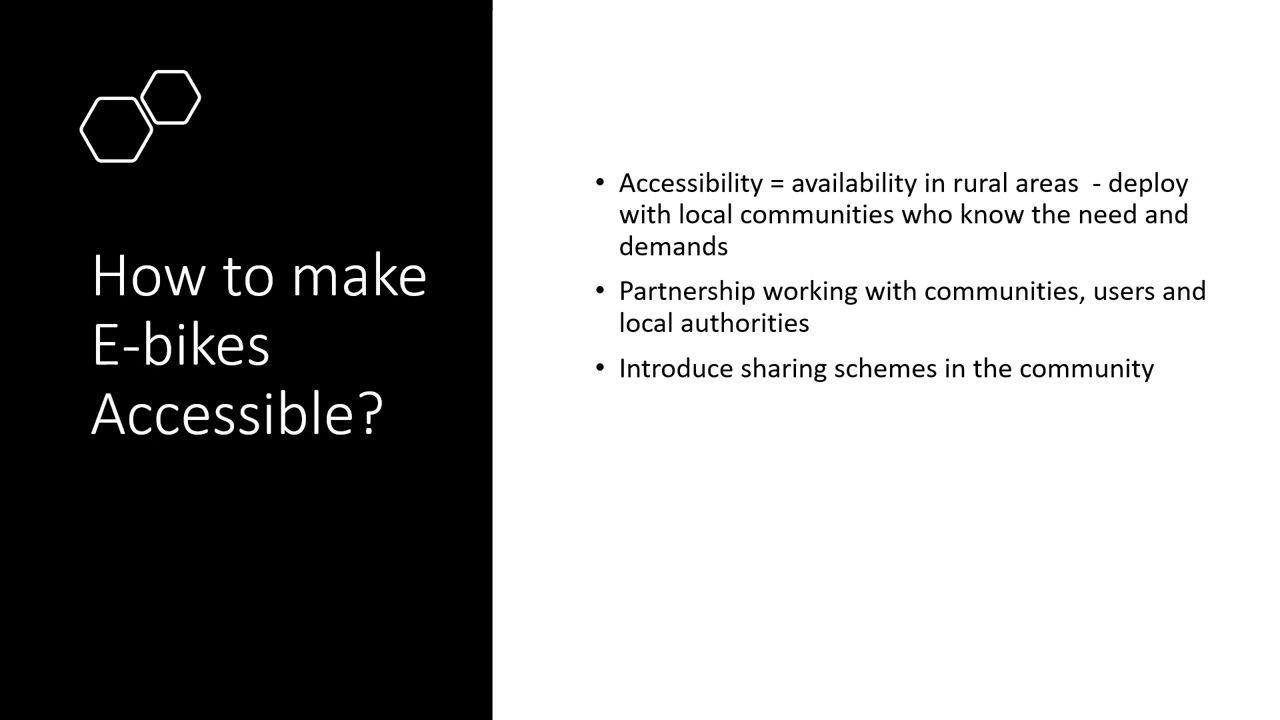 How to make
E-bikes
Accessible?
• Accessibility = availability in rural areas  - deploy
with local communities who know the need and
demands
• Partnership working with communities, users and
local authorities
• Introduce sharing schemes in the community